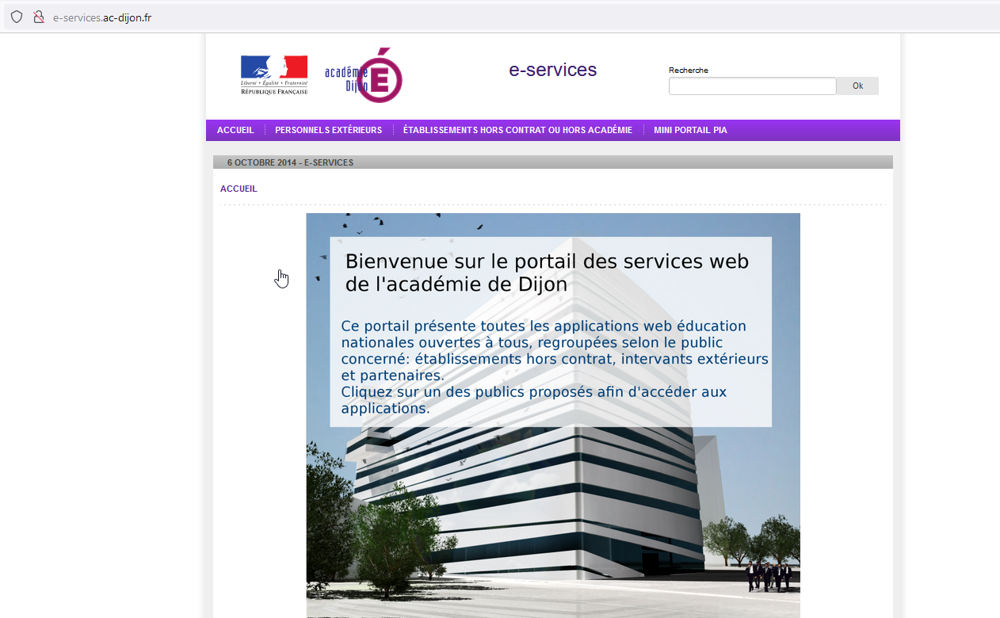 e-services.ac-dijon.fr
Liberté • Égalité • Fraternité
RÉPUBLIQUE FRANÇAISE
académie
Dijon
É
e-services
Recherche
Ok
ACCUEIL
PERSONNELS EXTÉRIEURS
ÉTABLISSEMENTS HORS CONTRAT OU HORS ACADÉMIE
MINI PORTAIL PIA
6 OCTOBRE 2014 - E-SERVICES
ACCUEIL
Bienvenue sur le portail des services web
de l'académie de Dijon
Ce portail présente toutes les applications web éducation
nationales ouvertes à tous, regroupées selon le public
concerné: établissements hors contrat, intervants extérieurs
et partenaires.
Cliquez sur un des publics proposés afin d'accéder aux
applications.